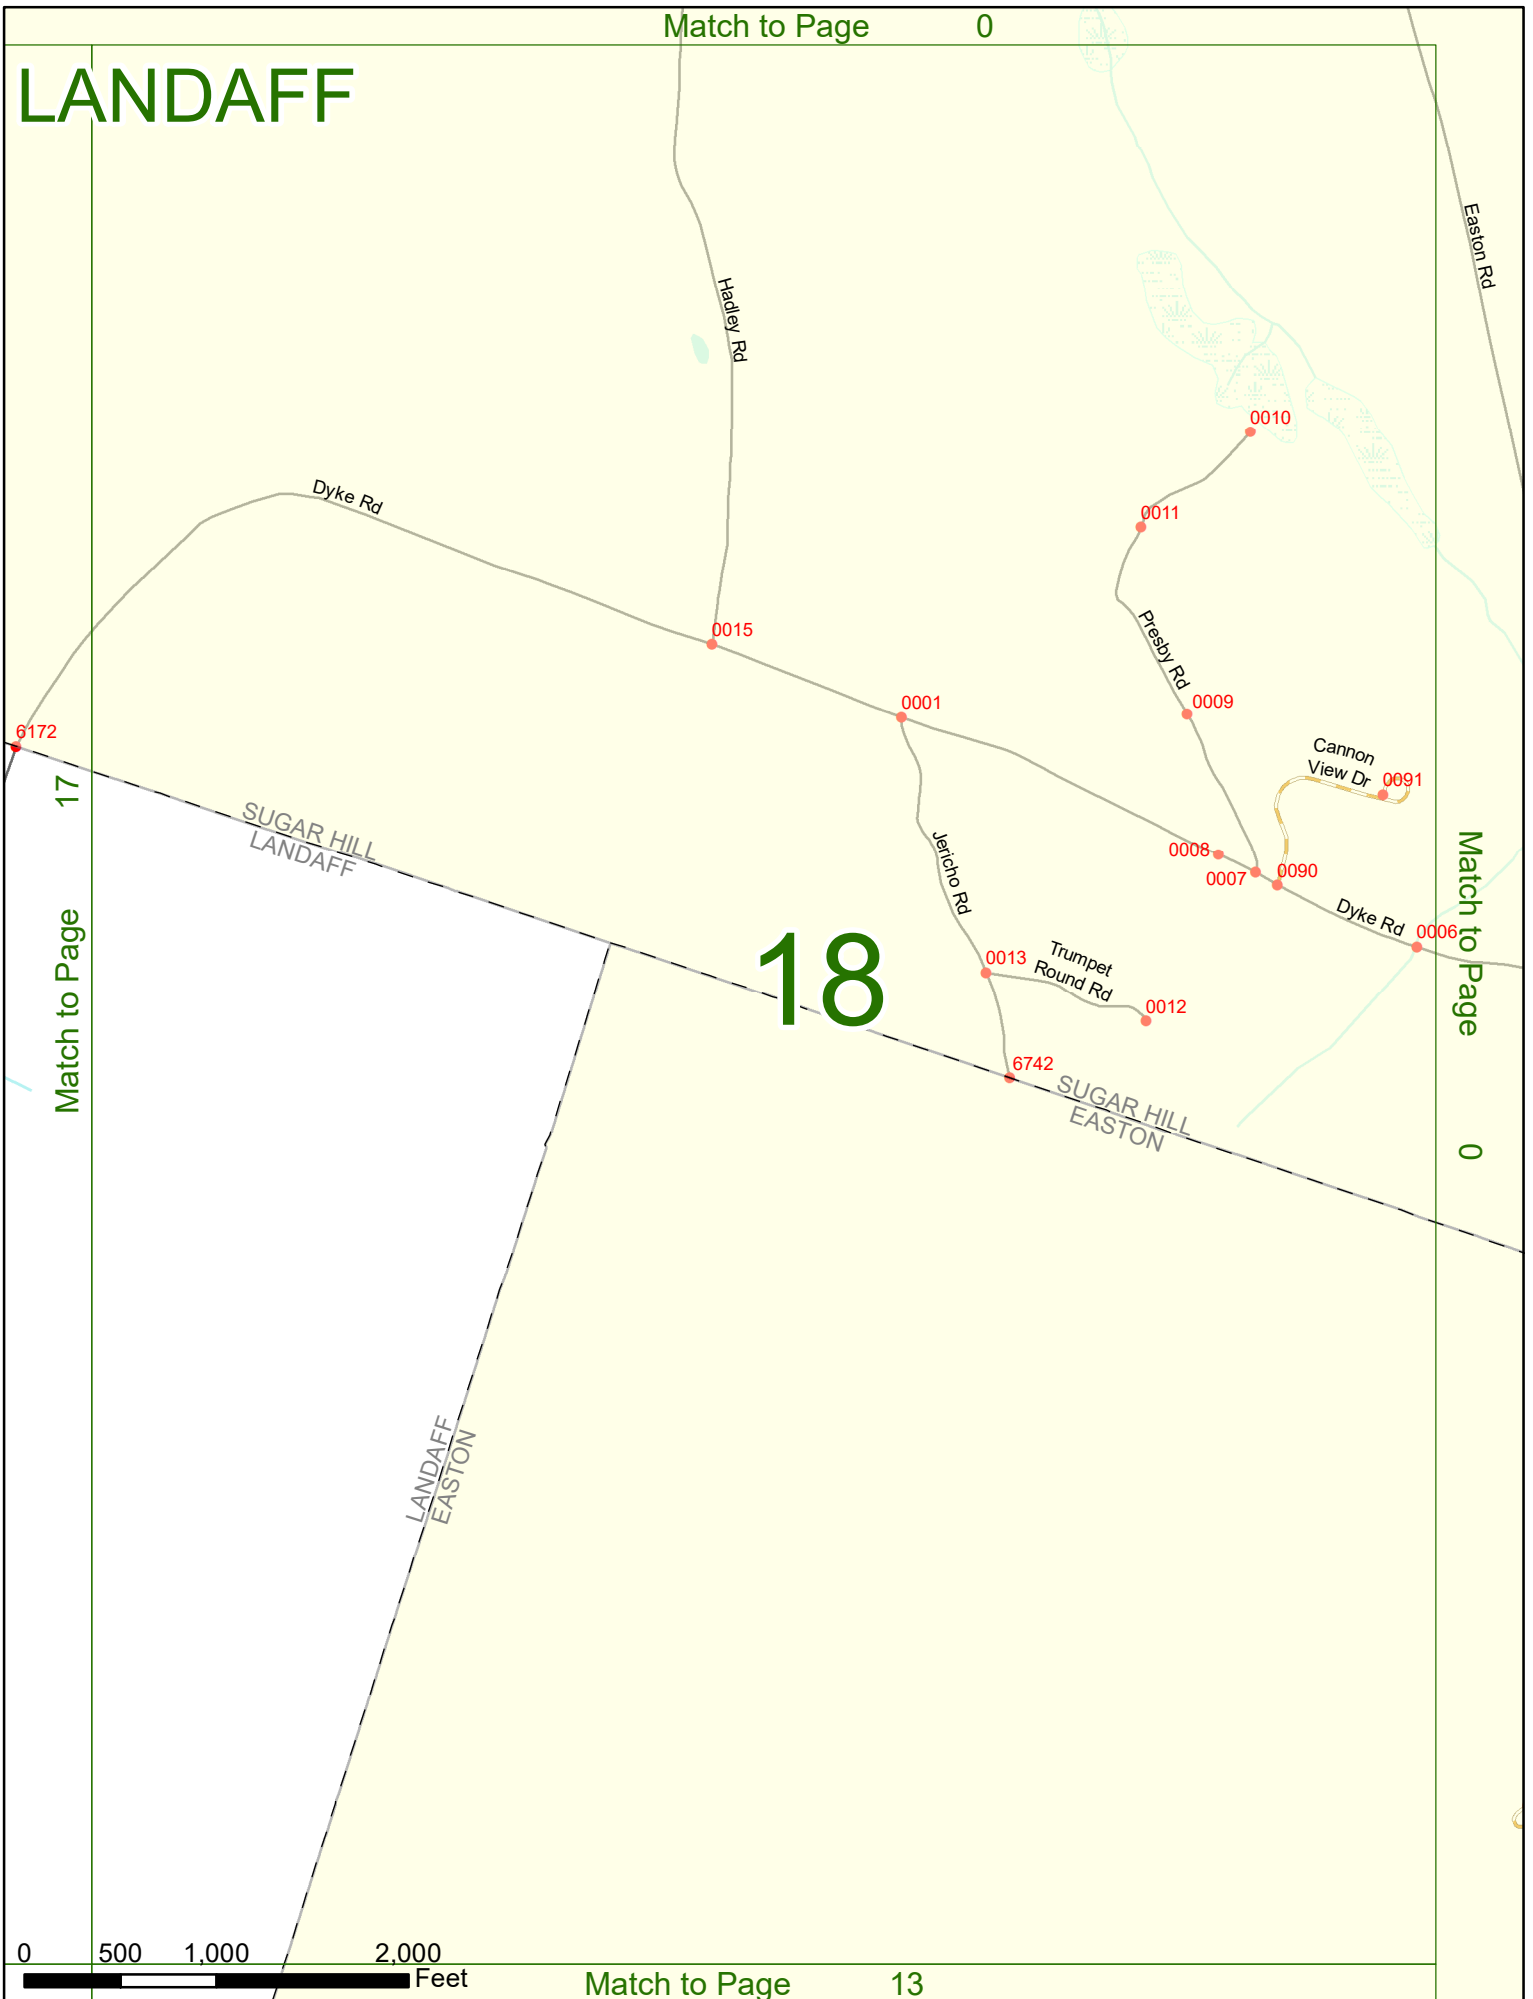 Match to Page 0
LANDAFF
Easton Rd
Hadley Rd
0010
Dyke Rd
0011
0015
Presby Rd
0009
0001
6172
Cannon
View Dr
0091
17
Match to Page
SUGAR HILL
LANDAFF
Jericho Rd
0008
0007
0090
Dyke Rd
0006
Match to Page
0
18
0013
Trumpet
Round Rd
0012
6742
SUGAR HILL
EASTON
LANDAFF
EASTON
0 500 1,000 2,000
Feet
Match to Page 13